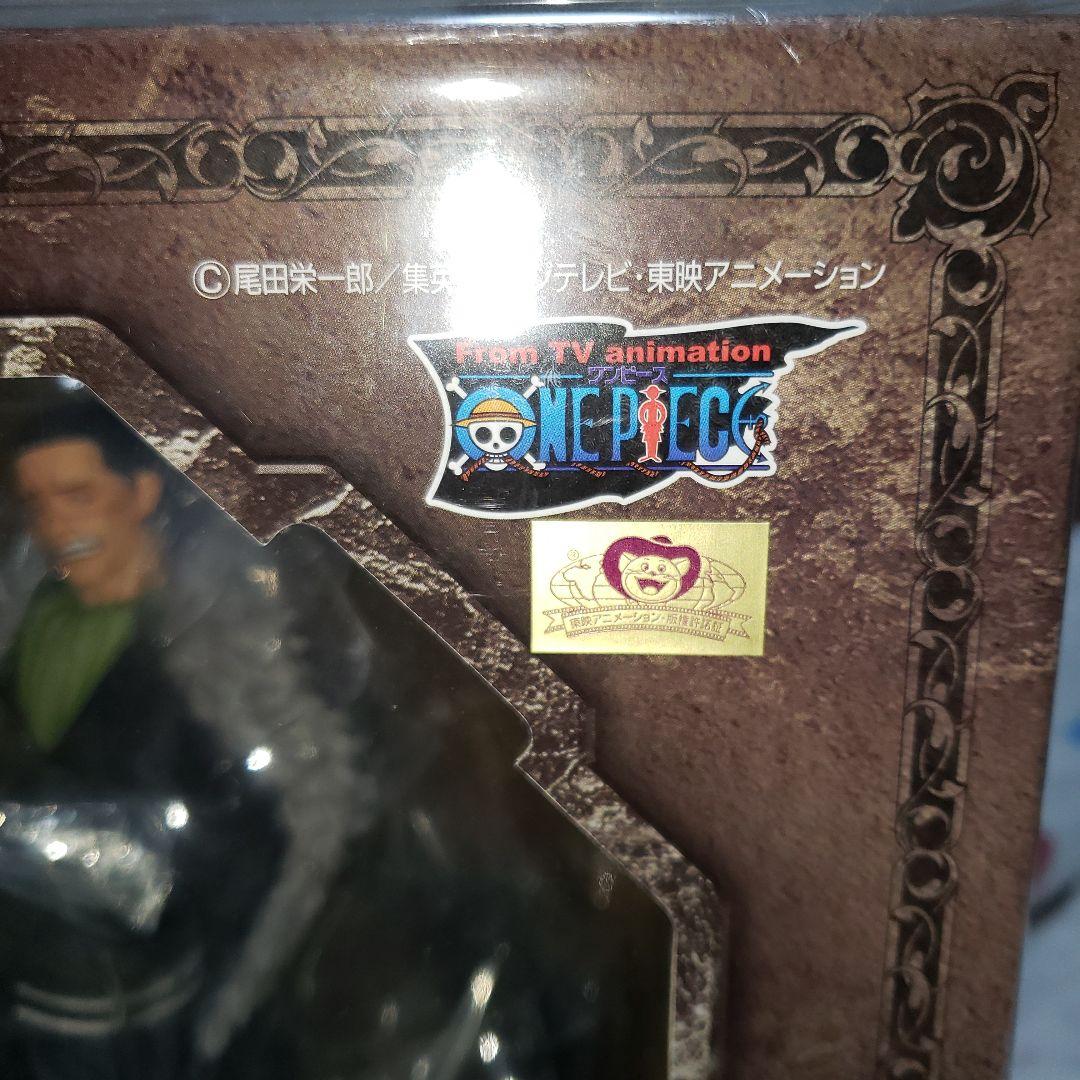 ©尾田栄一郎／集英 テレビ・東映アニメーション
From TV animation
ワンピース
ONE PIECE
東映アニメーション・版権許諾証